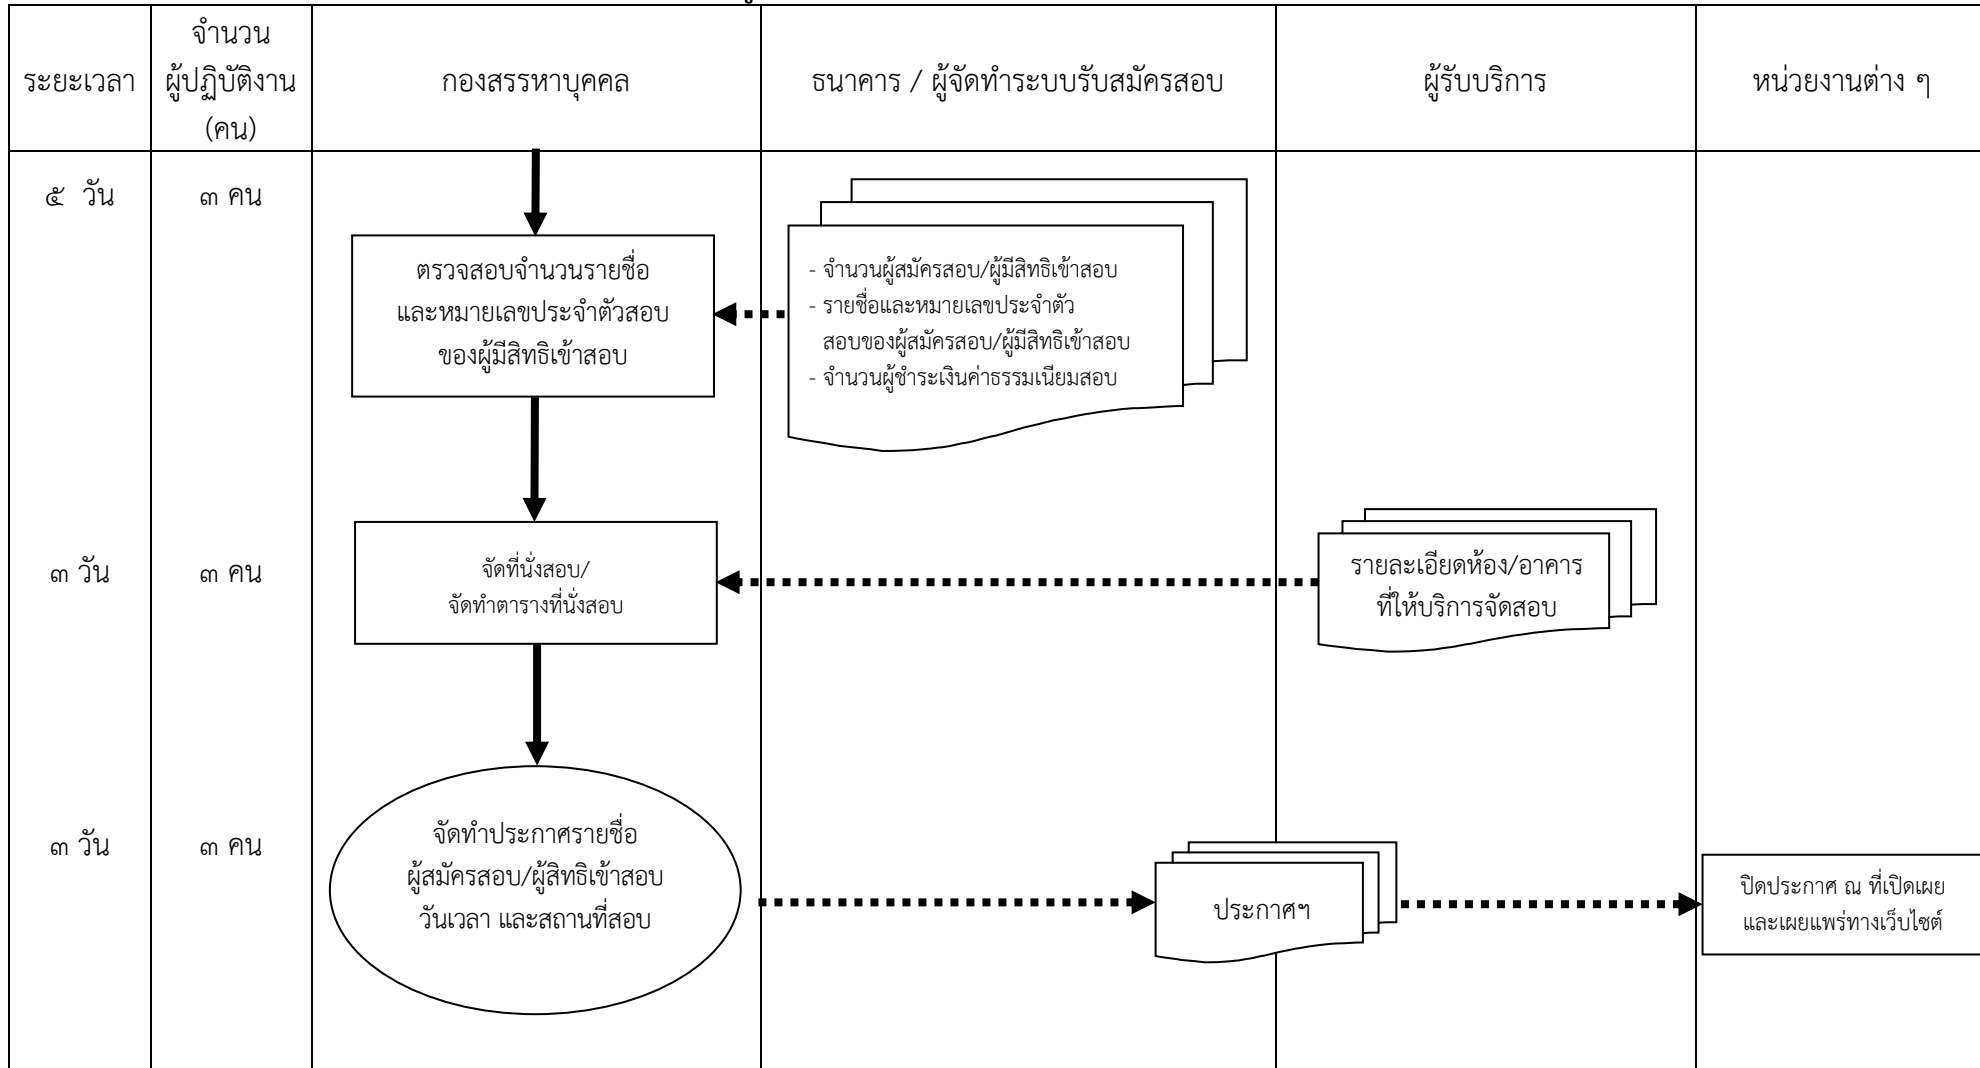 ระยะเวลา
จำนวน
ผู้ปฏิบัติงาน
(คน)
กองสรรหาบุคคล
ธนาคาร / ผู้จัดทำระบบรับสมัครสอบ
ผู้รับบริการ
หน่วยงานต่าง ๆ
๕ วัน
๓ คน
ตรวจสอบจำนวนรายชื่อ
และหมายเลขประจำตัวสอบ
ของผู้มีสิทธิเข้าสอบ
- จำนวนผู้สมัครสอบ/ผู้มีสิทธิเข้าสอบ
- รายชื่อและหมายเลขประจำตัว
สอบของผู้สมัครสอบ/ผู้มีสิทธิเข้าสอบ
- จำนวนผู้ชำระเงินค่าธรรมเนียมสอบ
๓ วัน
๓ คน
จัดที่นั่งสอบ/
จัดทำตารางที่นั่งสอบ
รายละเอียดห้อง/อาคาร
ที่ให้บริการจัดสอบ
๓ วัน
๓ คน
จัดทำประกาศรายชื่อ
ผู้สมัครสอบ/ผู้สิทธิเข้าสอบ
วันเวลา และสถานที่สอบ
ประกาศฯ
ปิดประกาศ ณ ที่เปิดเผย
และเผยแพร่ทางเว็บไซต์